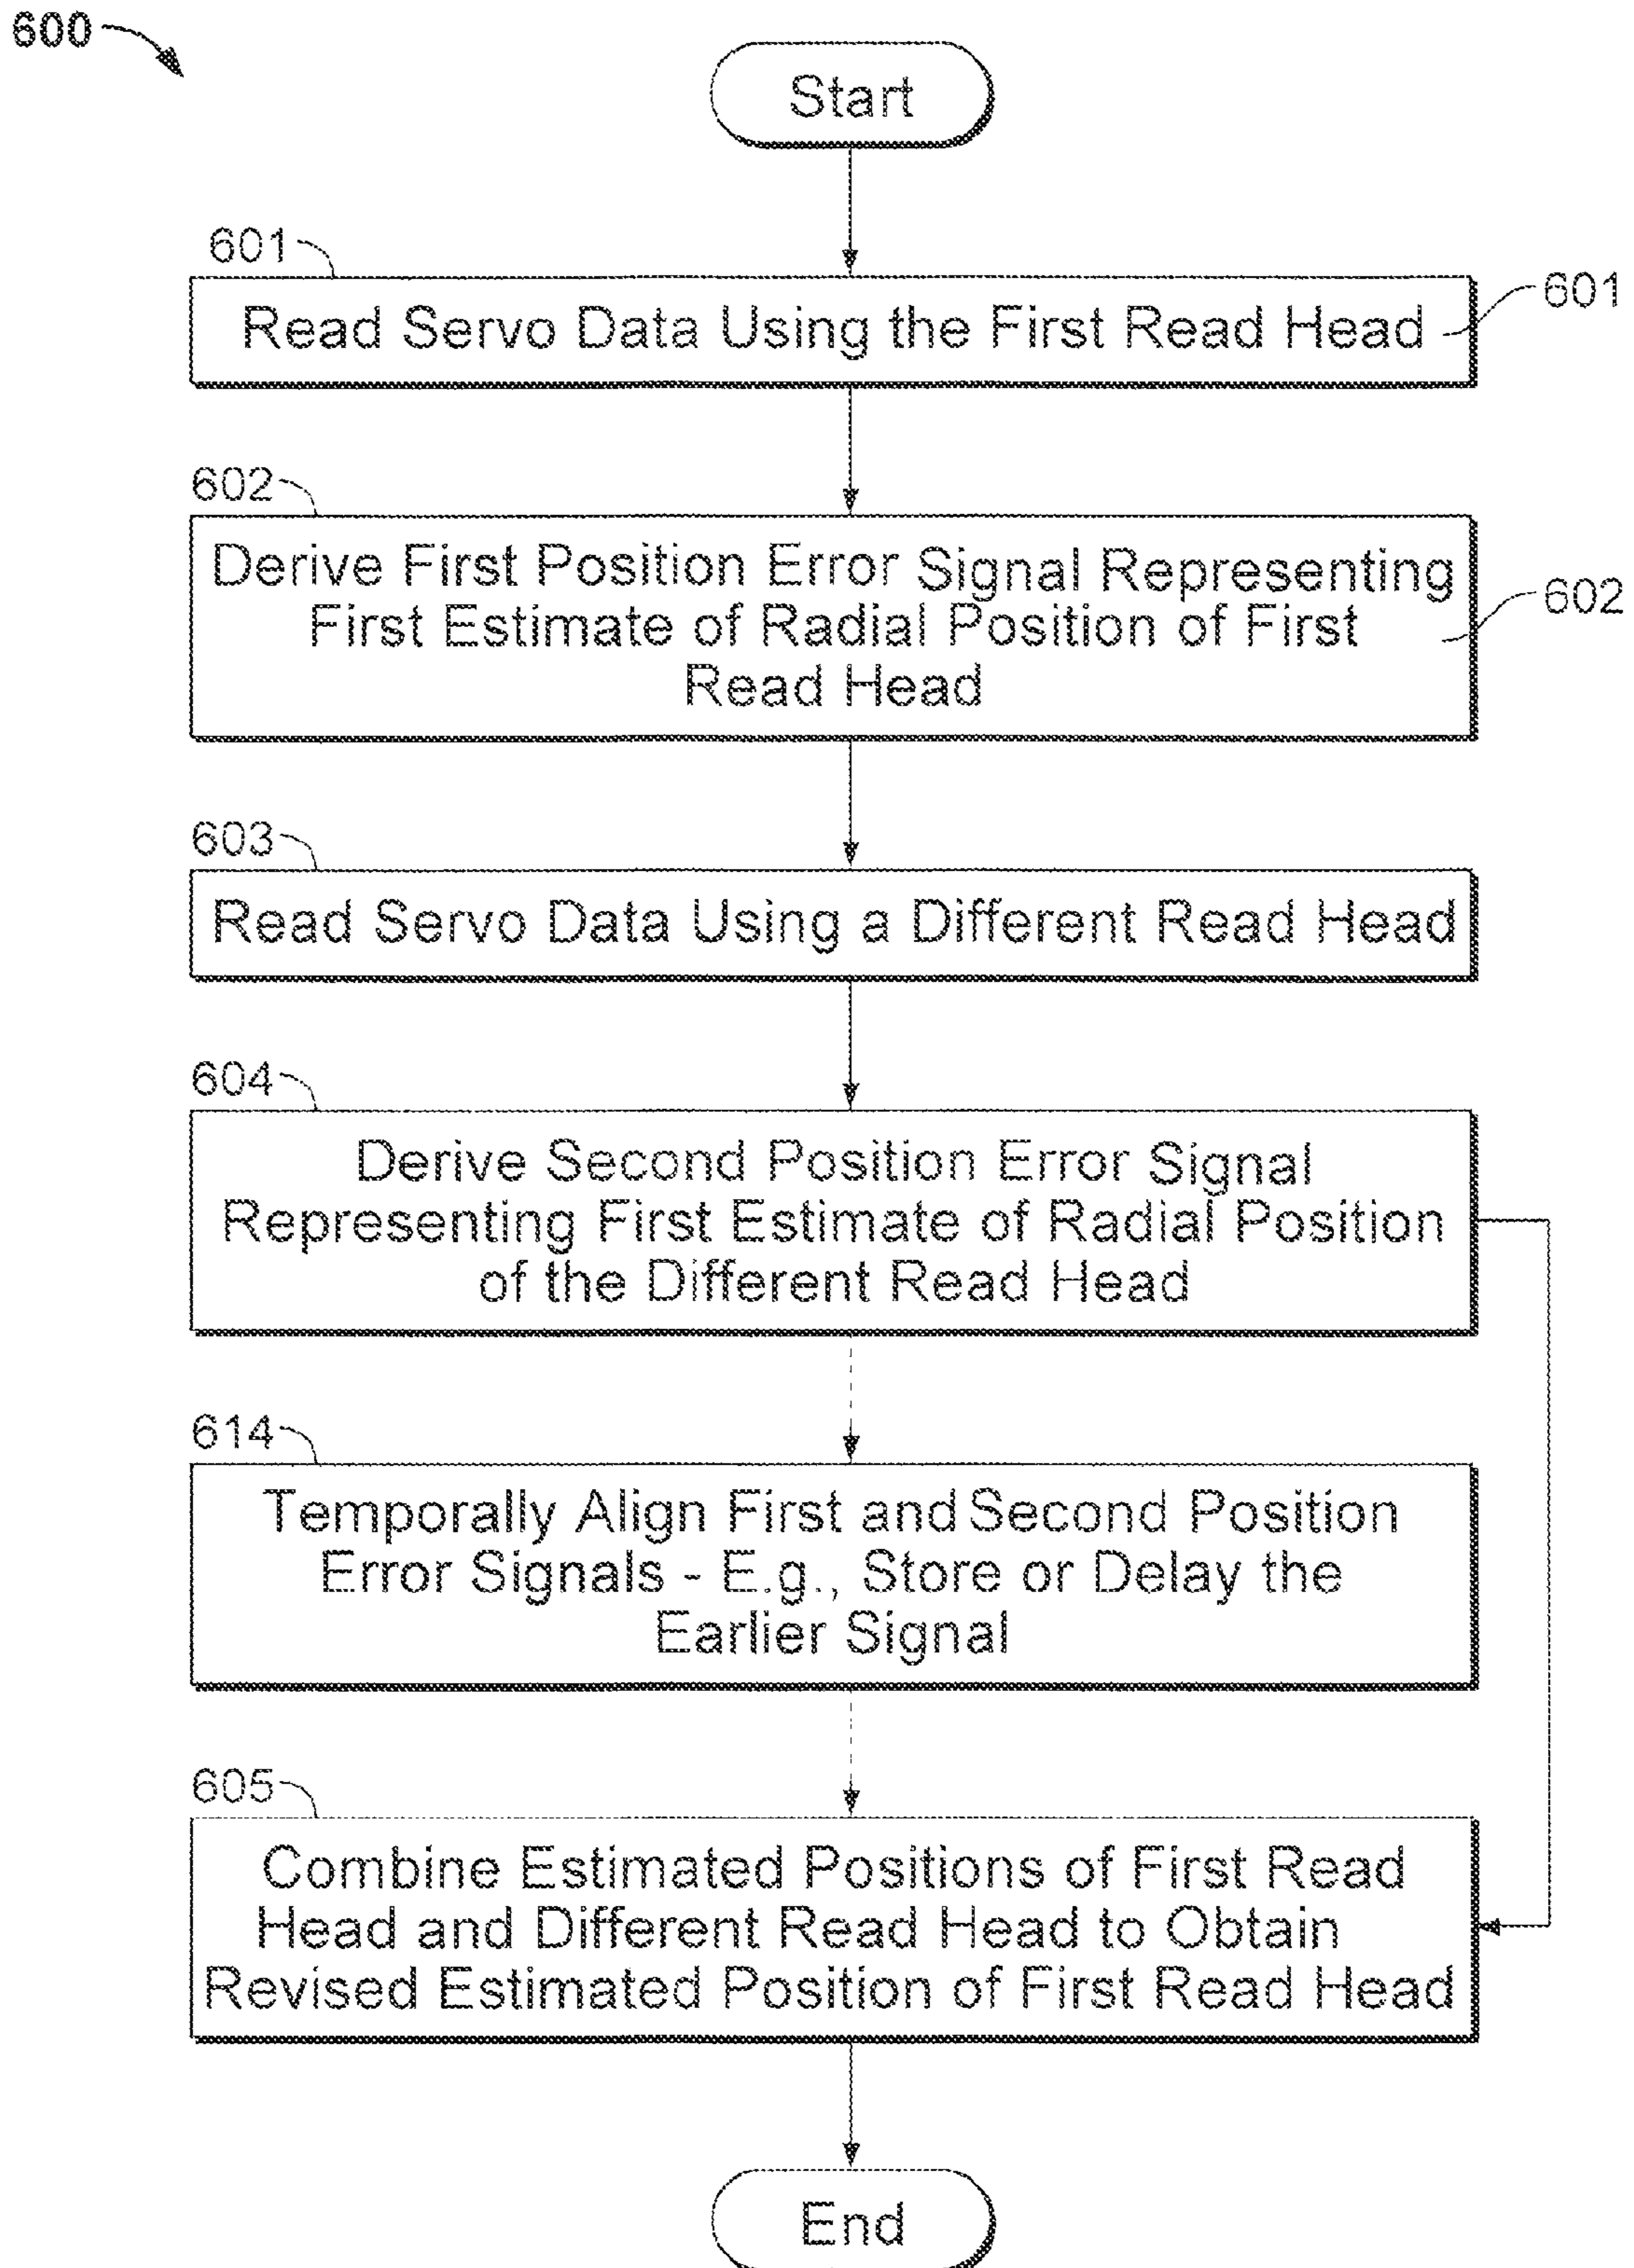 600
Start
601
Read Servo Data Using the First Read Head
601
602
Derive First Position Error Signal Representing
First Estimate of Radial Position of First
Read Head
602
603
Read Servo Data Using a Different Read Head
604
Derive Second Position Error Signal
Representing First Estimate of Radial Position
of the Different Read Head
614
Temporally Align First and Second Position
Error Signals - E.g., Store or Delay the
Earlier Signal
605
Combine Estimated Positions of First Read
Head and Different Read Head to Obtain
Revised Estimated Position of First Read Head
End